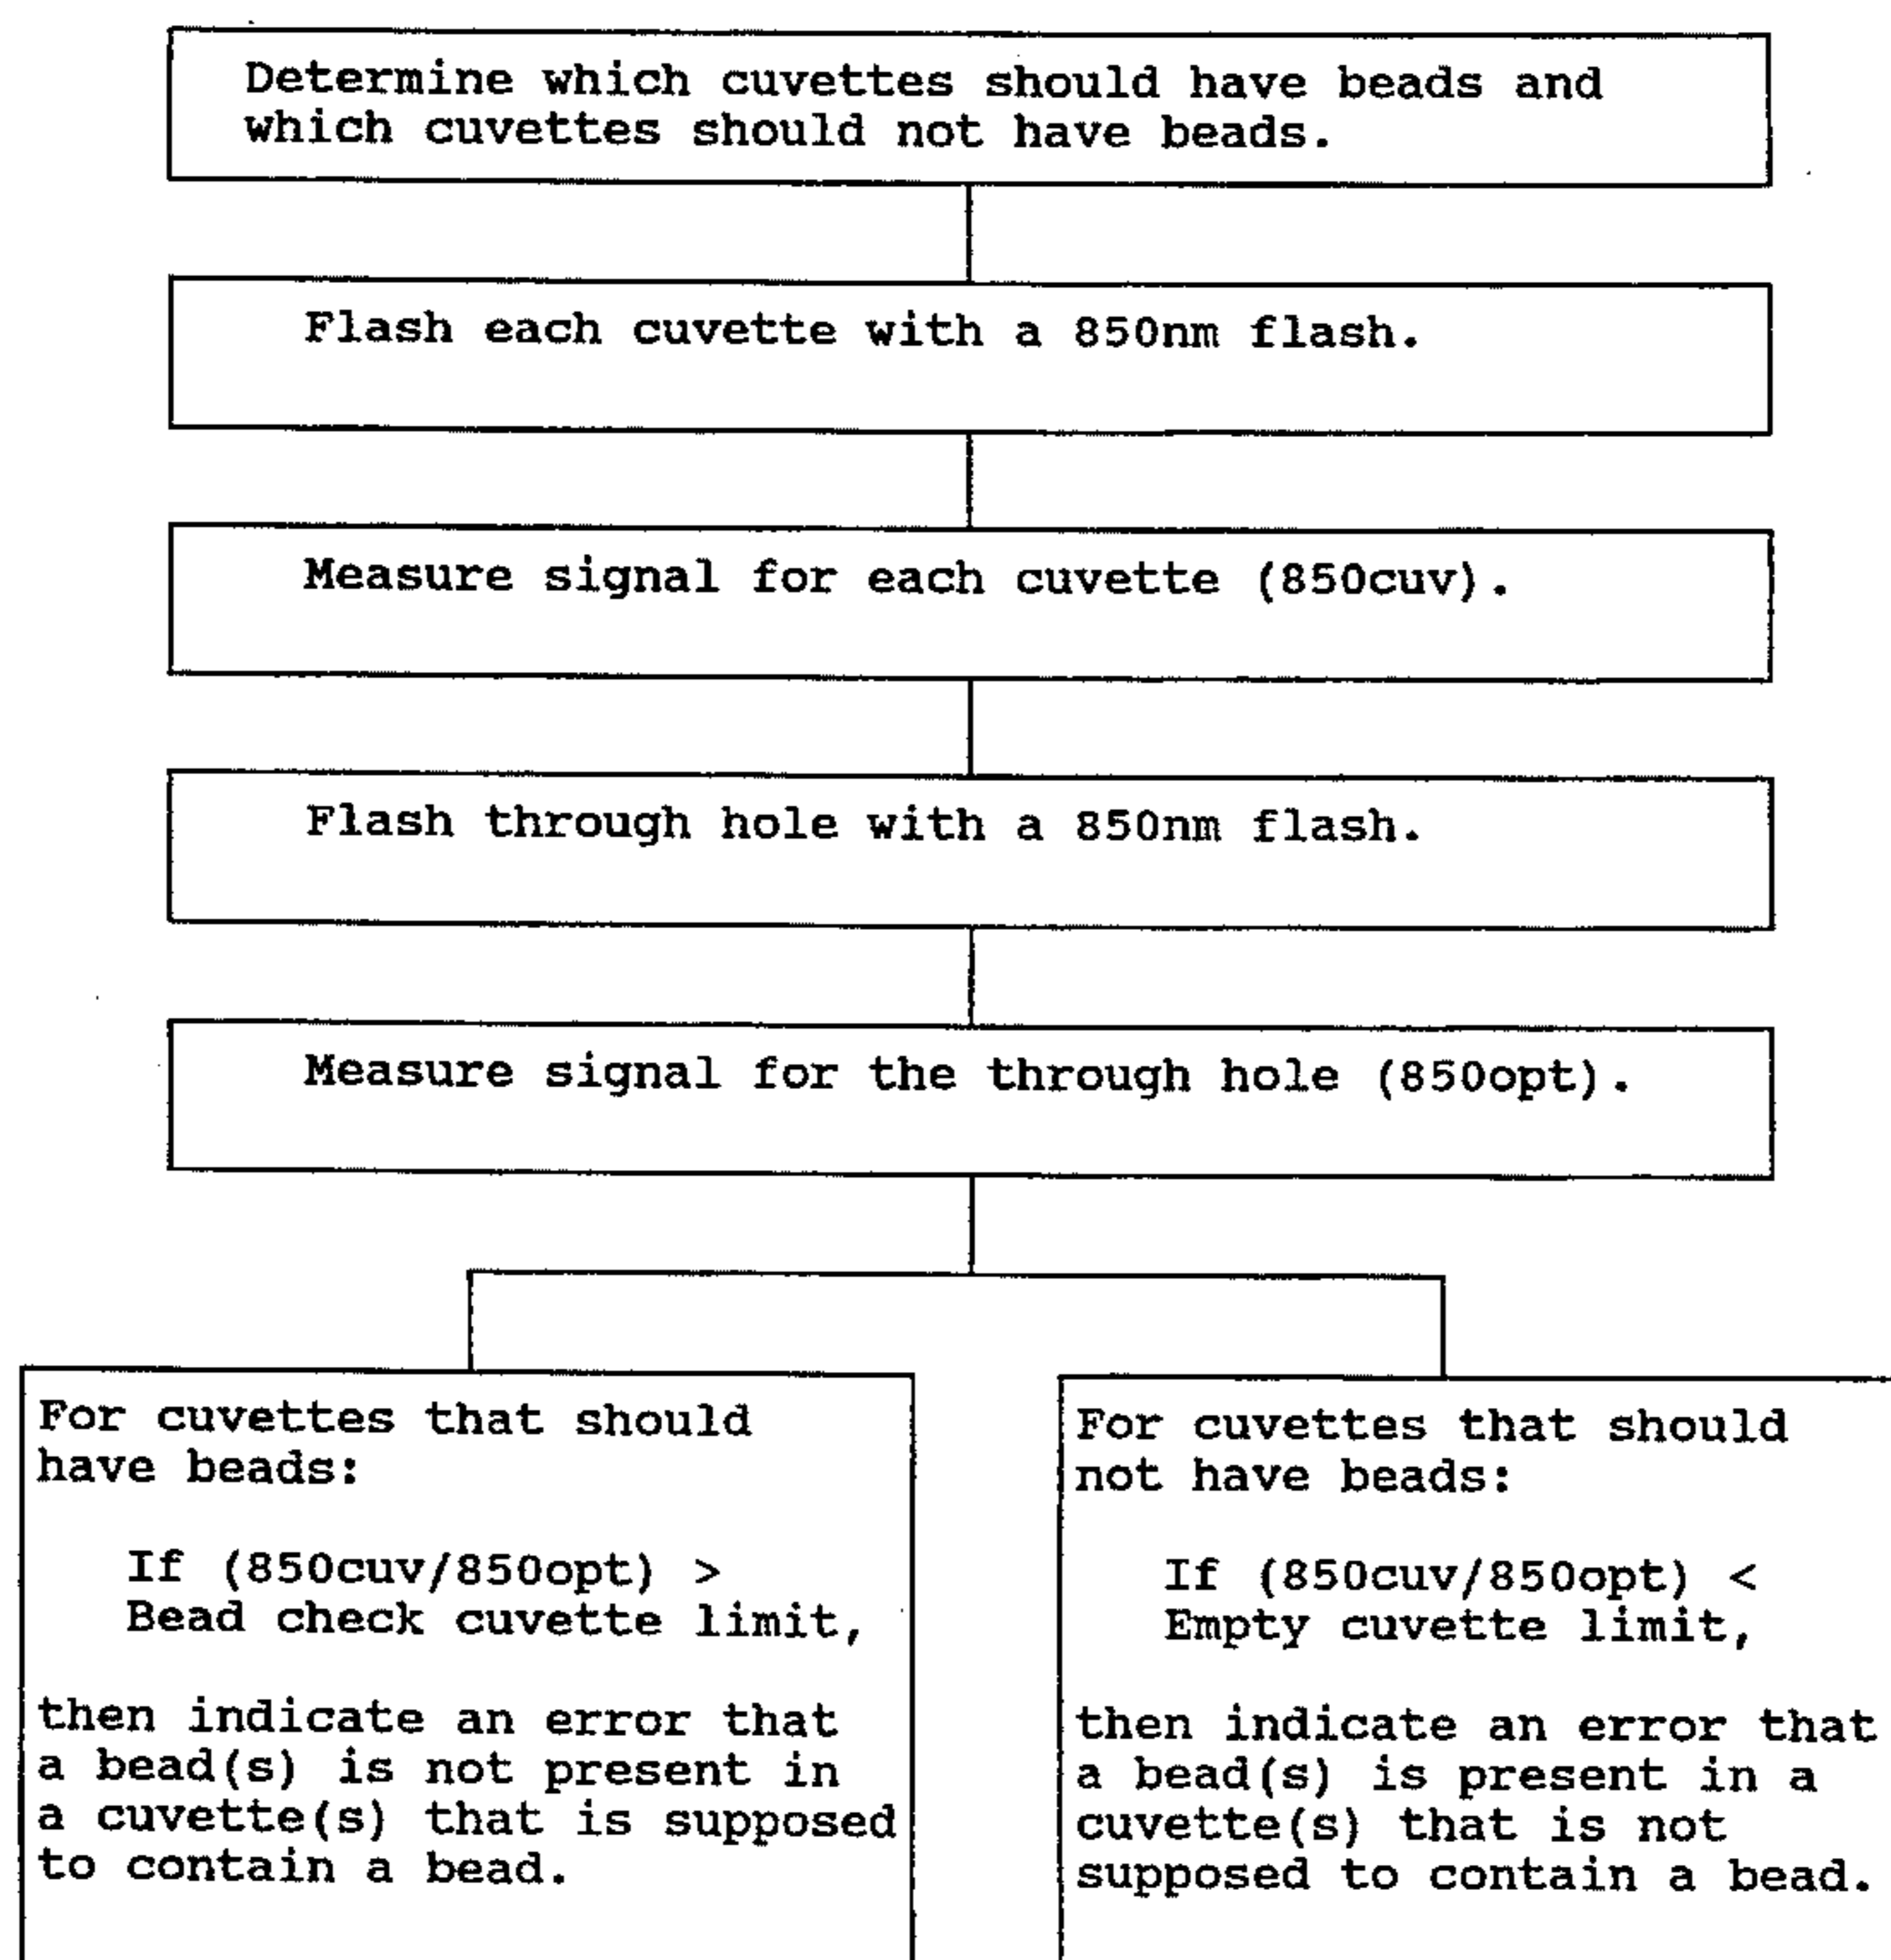 Determine which cuvettes should have beads and
which cuvettes should not have beads.
Flash each cuvette with a 850nm flash.
Measure signal for each cuvette (850cuv).
Flash through hole with a 850nm flash.
Measure signal for the through hole (850opt).
For cuvettes that should
have beads:
If (850cuv/850opt) >
Bead check cuvette limit,
then indicate an error that
a bead(s) is not present in
a cuvette(s) that is supposed
to contain a bead.
For cuvettes that should
not have beads:
If (850cuv/850opt) <
Empty cuvette limit,
then indicate an error that
a bead(s) is present in a
cuvette(s) that is not
supposed to contain a bead.